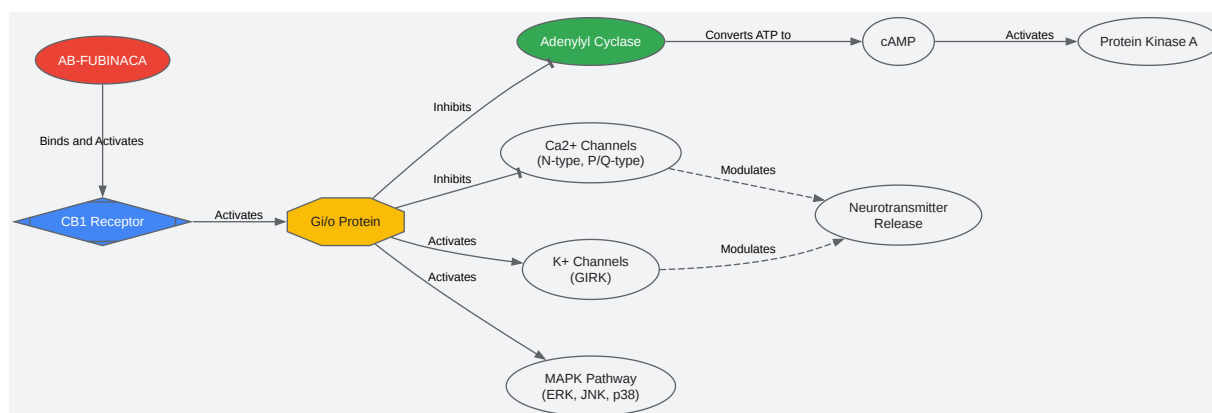 AB-FUBINACA
Binds and Activates
CB1 Receptor
Activates
Gi/o Protein
Inhibits
Adenylyl Cyclase
Converts ATP to
cAMP
Activates
Protein Kinase A
Inhibits
Ca2+ Channels
(N-type, P/Q-type)
Modulates
Neurotransmitter
Release
Activates
K+ Channels
(GIRK)
Modulates
Activates
MAPK Pathway
(ERK, JNK, p38)